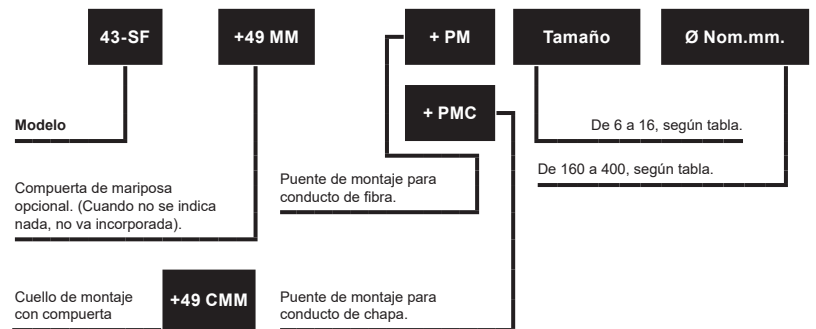 43-SF
+49 MM
+ PM
Tamaño
Ø Nom.mm.
+ PMC
Modelo
De 6 a 16, según tabla.
De 160 a 400, según tabla.
Compuerta de mariposa
opcional. (Cuando no se indica
nada, no va incorporada).
Puente de montaje para
conducto de fibra.
Cuello de montaje
con compuerta
+49 CMM
Puente de montaje para
conducto de chapa.